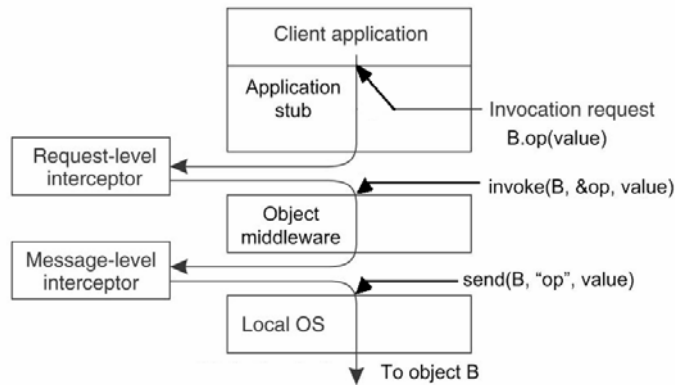 Client application
Application
stub
Invocation request
B.op(value)
Request-level
interceptor
invoke(B, &op, value)
Object
middleware
Message-level
interceptor
send(B, “op”, value)
Local OS
To object B